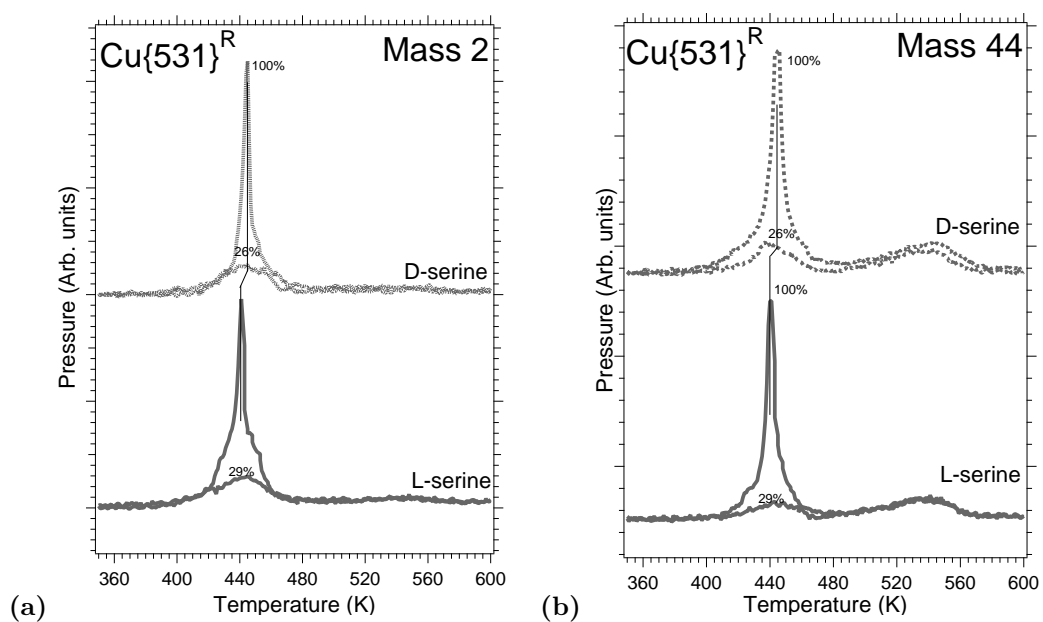 Cu{531}^R
Mass 2
100%
26%
D-serine
29%
L-serine
Pressure (Arb. units)
360 400 440 480 520 560 600
Temperature (K)
(a)
Cu{531}^R
Mass 44
100%
26%
D-serine
100%
29%
L-serine
Pressure (Arb. units)
360 400 440 480 520 560 600
Temperature (K)
(b)